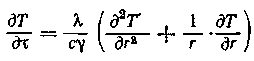 ∂T/∂τ = λ/cγ (∂²T/∂r² + 1/r · ∂T/∂r)